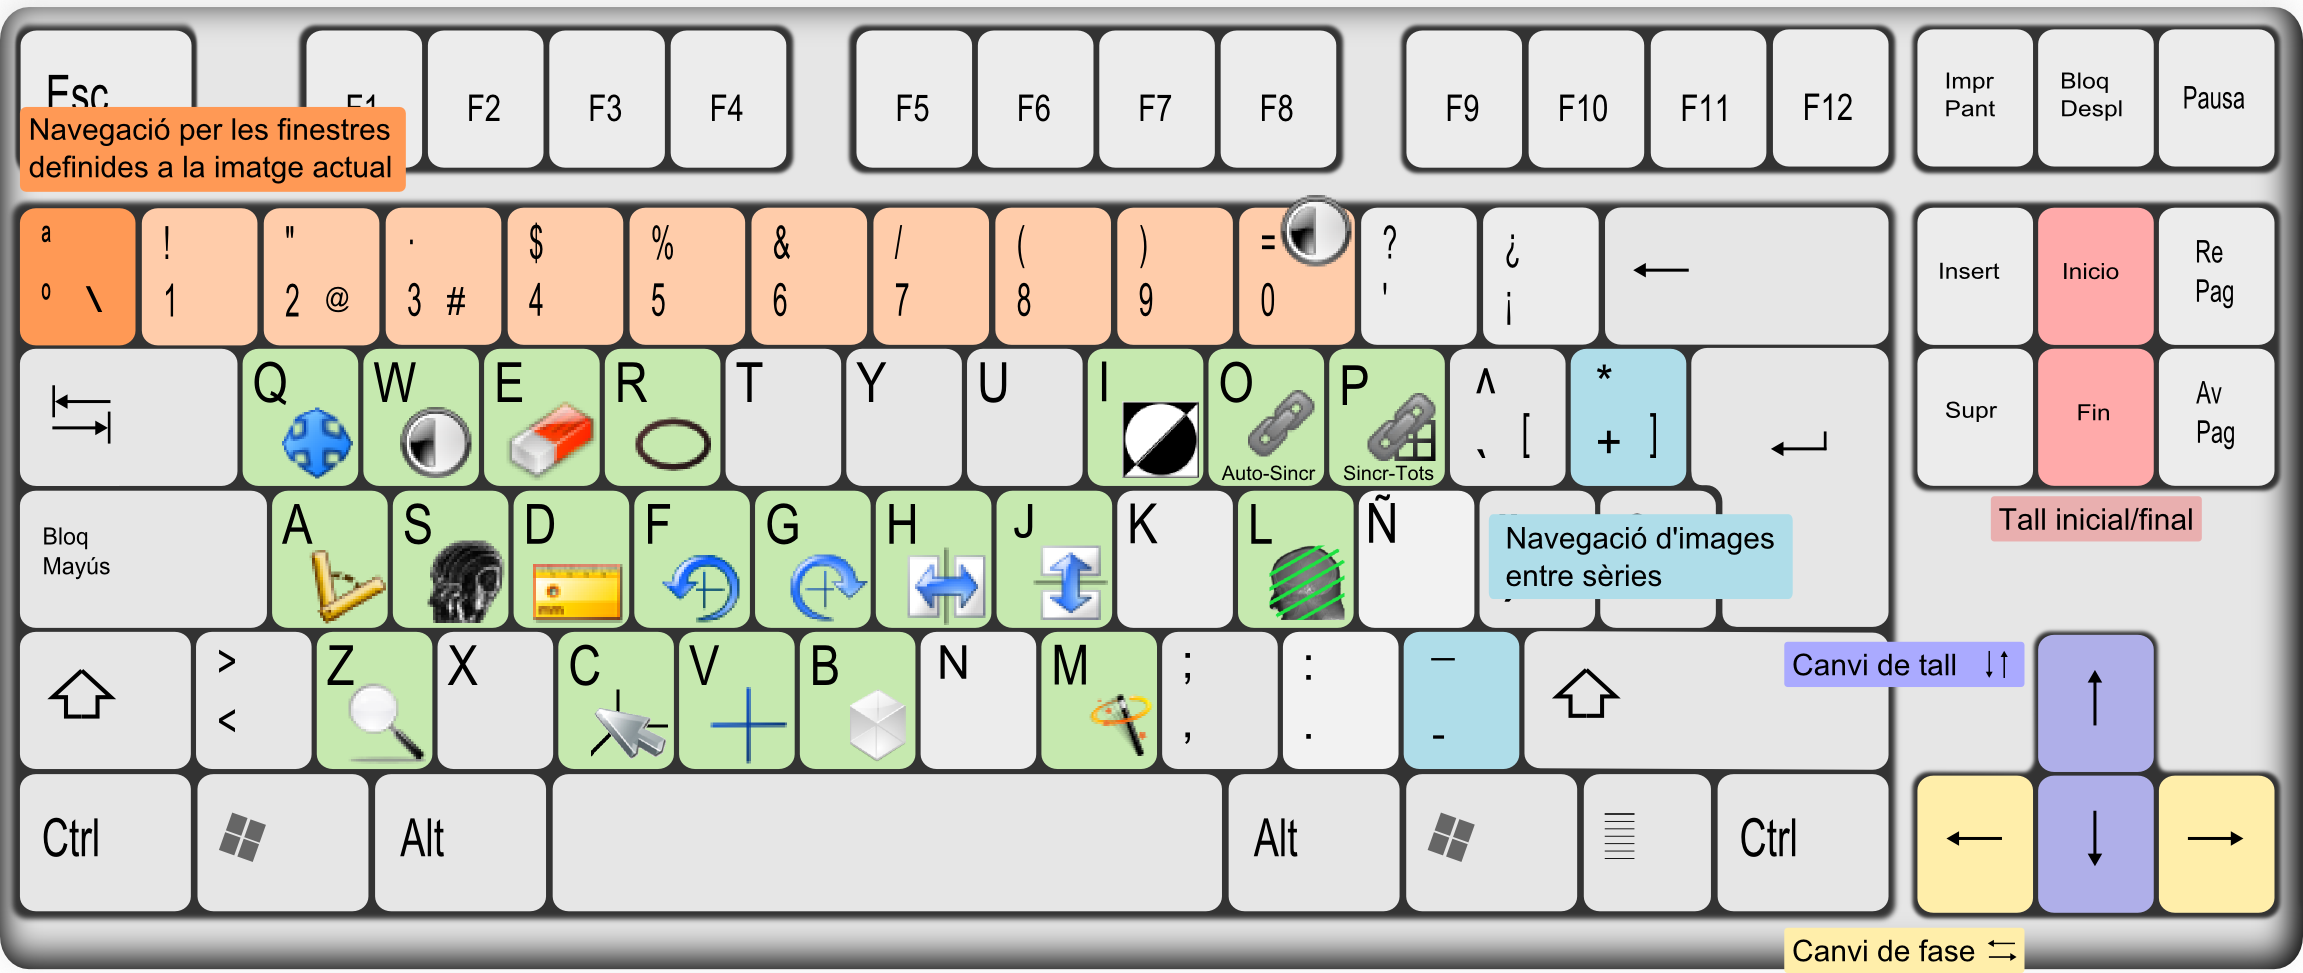 Esc F1 F2 F3 F4 F5 F6 F7 F8 F9 F10 F11 F12 Impr Pant Bloq Despl Pausa
Navegació per les finestres
definides a la imatge actual
ª ! " · $ % & / ( ) = ? ¿
º \ 1 2 @ 3 # 4 5 6 7 8 9 0 ' ¡
Insert Inicio Re Pag
Q W E R T Y U I O P ^ *
Auto-Sincr Sincr-Tots ` [ + ]
Supr Fin Av Pag
Tall inicial/final
Bloq
Mayús
A S D F G H J K L Ñ
mm
Navegació d'images
entre sèries
> Z X C V B N M ; : _
< , . -
Canvi de tall ↓↑
↑
Ctrl Alt Alt Ctrl ← ↓ →
Canvi de fase ⇆